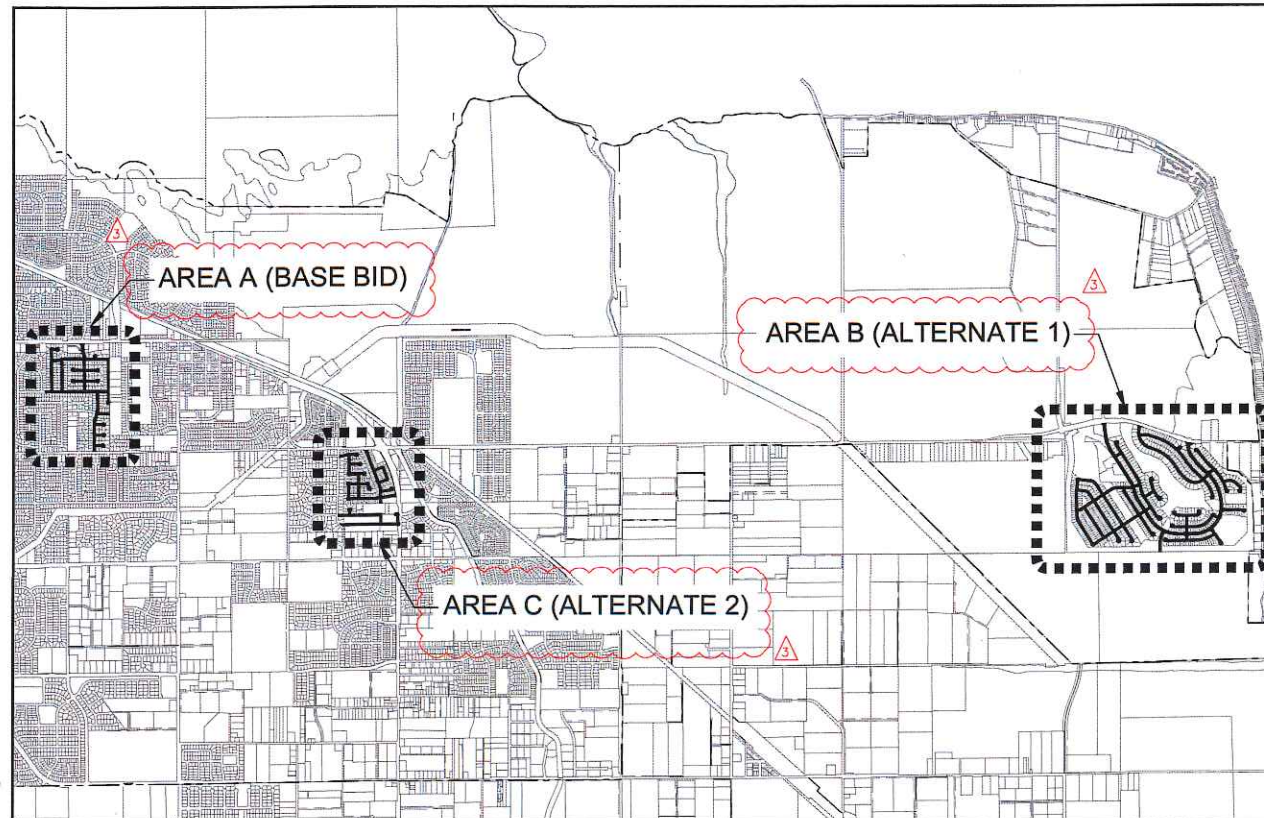 3
AREA A (BASE BID)
3
AREA B (ALTERNATE 1)
AREA C (ALTERNATE 2)
3